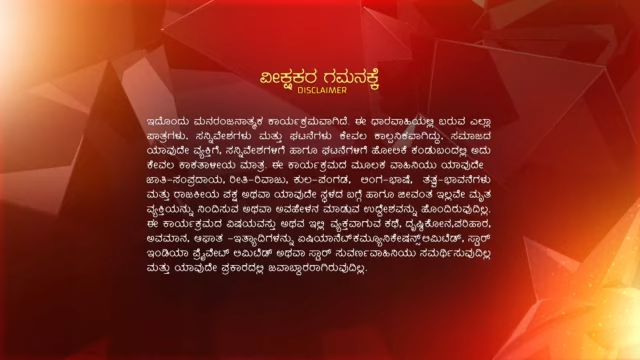 ವೀಕ್ಷಕರ ಗಮನಕ್ಕೆ
DISCLAIMER
ಇದೊಂದು ಮನರಂಜನಾತ್ಮಕ ಕಾರ್ಯಕ್ರಮವಾಗಿದೆ. ಈ ಧಾರವಾಹಿಯಲ್ಲಿ ಬರುವ ಎಲ್ಲಾ
ಪಾತ್ರಗಳು, ಸನ್ನಿವೇಶಗಳು ಮತ್ತು ಘಟನೆಗಳು ಕೇವಲ ಕಾಲ್ಪನಿಕವಾಗಿದ್ದು, ಸಮಾಜದ
ಯಾವುದೇ ವ್ಯಕ್ತಿಗೆ, ಸನ್ನಿವೇಶಗಳಿಗೆ ಹಾಗೂ ಘಟನೆಗಳಿಗೆ ಹೋಲಿಕೆ ಕಂಡುಬಂದಲ್ಲಿ ಅದು
ಕೇವಲ ಕಾಕತಾಳೀಯ ಮಾತ್ರ. ಈ ಕಾರ್ಯಕ್ರಮದ ಮೂಲಕ ವಾಹಿನಿಯು ಯಾವುದೇ
ಜಾತಿ-ಸಂಪ್ರದಾಯ, ರೀತಿ-ರಿವಾಜು, ಕುಲ-ಪಂಗಡ, ಲಿಂಗ-ಭಾಷೆ, ತತ್ವ-ಭಾವನೆಗಳು
ಮತ್ತು ರಾಜಕೀಯ ಪಕ್ಷ ಅಥವಾ ಯಾವುದೇ ಸ್ಥಳದ ಬಗ್ಗೆ ಹಾಗೂ ಜೀವಂತ ಇಲ್ಲವೇ ಮೃತ
ವ್ಯಕ್ತಿಯನ್ನು ನಿಂದಿಸುವ ಅಥವಾ ಅವಹೇಳನ ಮಾಡುವ ಉದ್ದೇಶವನ್ನು ಹೊಂದಿರುವುದಿಲ್ಲ.
ಈ ಕಾರ್ಯಕ್ರಮದ ವಿಷಯವಸ್ತು ಅಥವ ಇಲ್ಲಿ ವ್ಯಕ್ತವಾಗುವ ಕಥೆ, ದೃಷ್ಟಿಕೋನ,ಪರಿಹಾರ,
ಅವಮಾನ, ಆಘಾತ -ಇತ್ಯಾದಿಗಳನ್ನು ಏಷಿಯಾನೆಟ್‌ಕಮ್ಯೂನಿಕೇಷನ್ಸ್ ಲಿಮಿಟೆಡ್, ಸ್ಟಾರ್
ಇಂಡಿಯಾ ಪ್ರೈವೇಟ್ ಲಿಮಿಟೆಡ್ ಅಥವಾ ಸ್ಟಾರ್ ಸುವರ್ಣವಾಹಿನಿಯು ಸಮರ್ಥಿಸುವುದಿಲ್ಲ
ಮತ್ತು ಯಾವುದೇ ಪ್ರಕಾರದಲ್ಲಿ ಜವಾಬ್ದಾರರಾಗಿರುವುದಿಲ್ಲ.